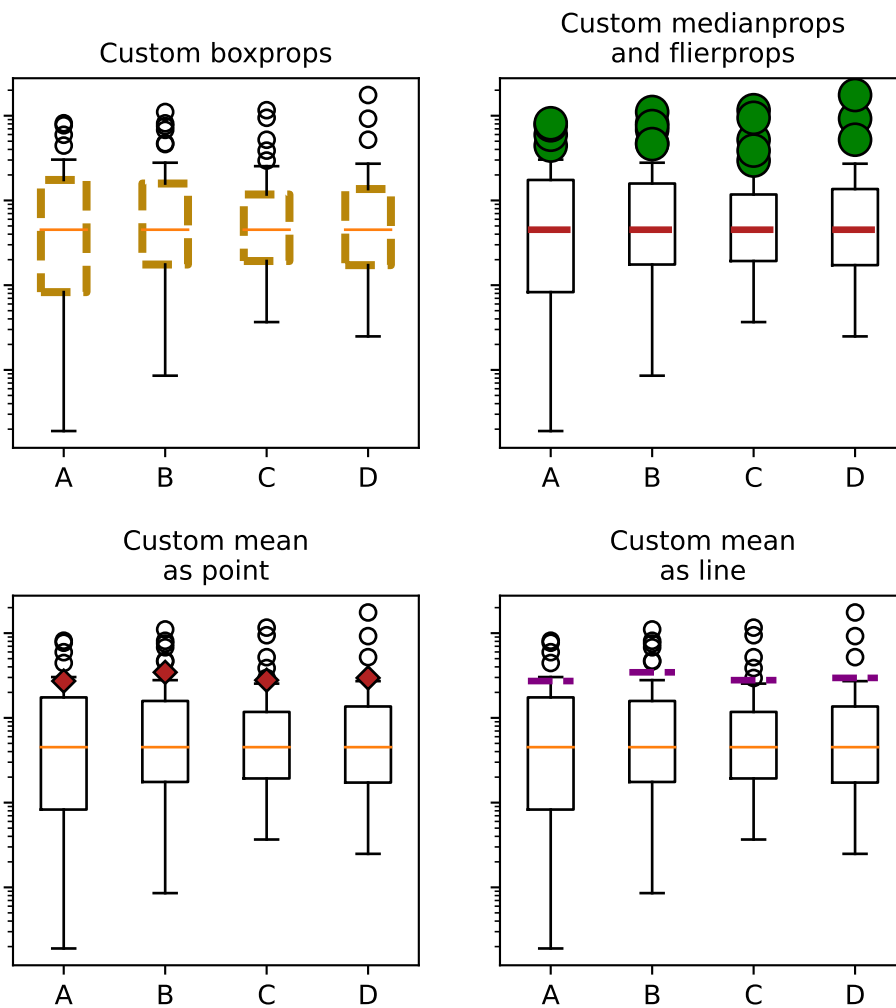 Custom boxprops
Custom medianprops
and flierprops
A B C D
A B C D
Custom mean
as point
Custom mean
as line
A B C D
A B C D